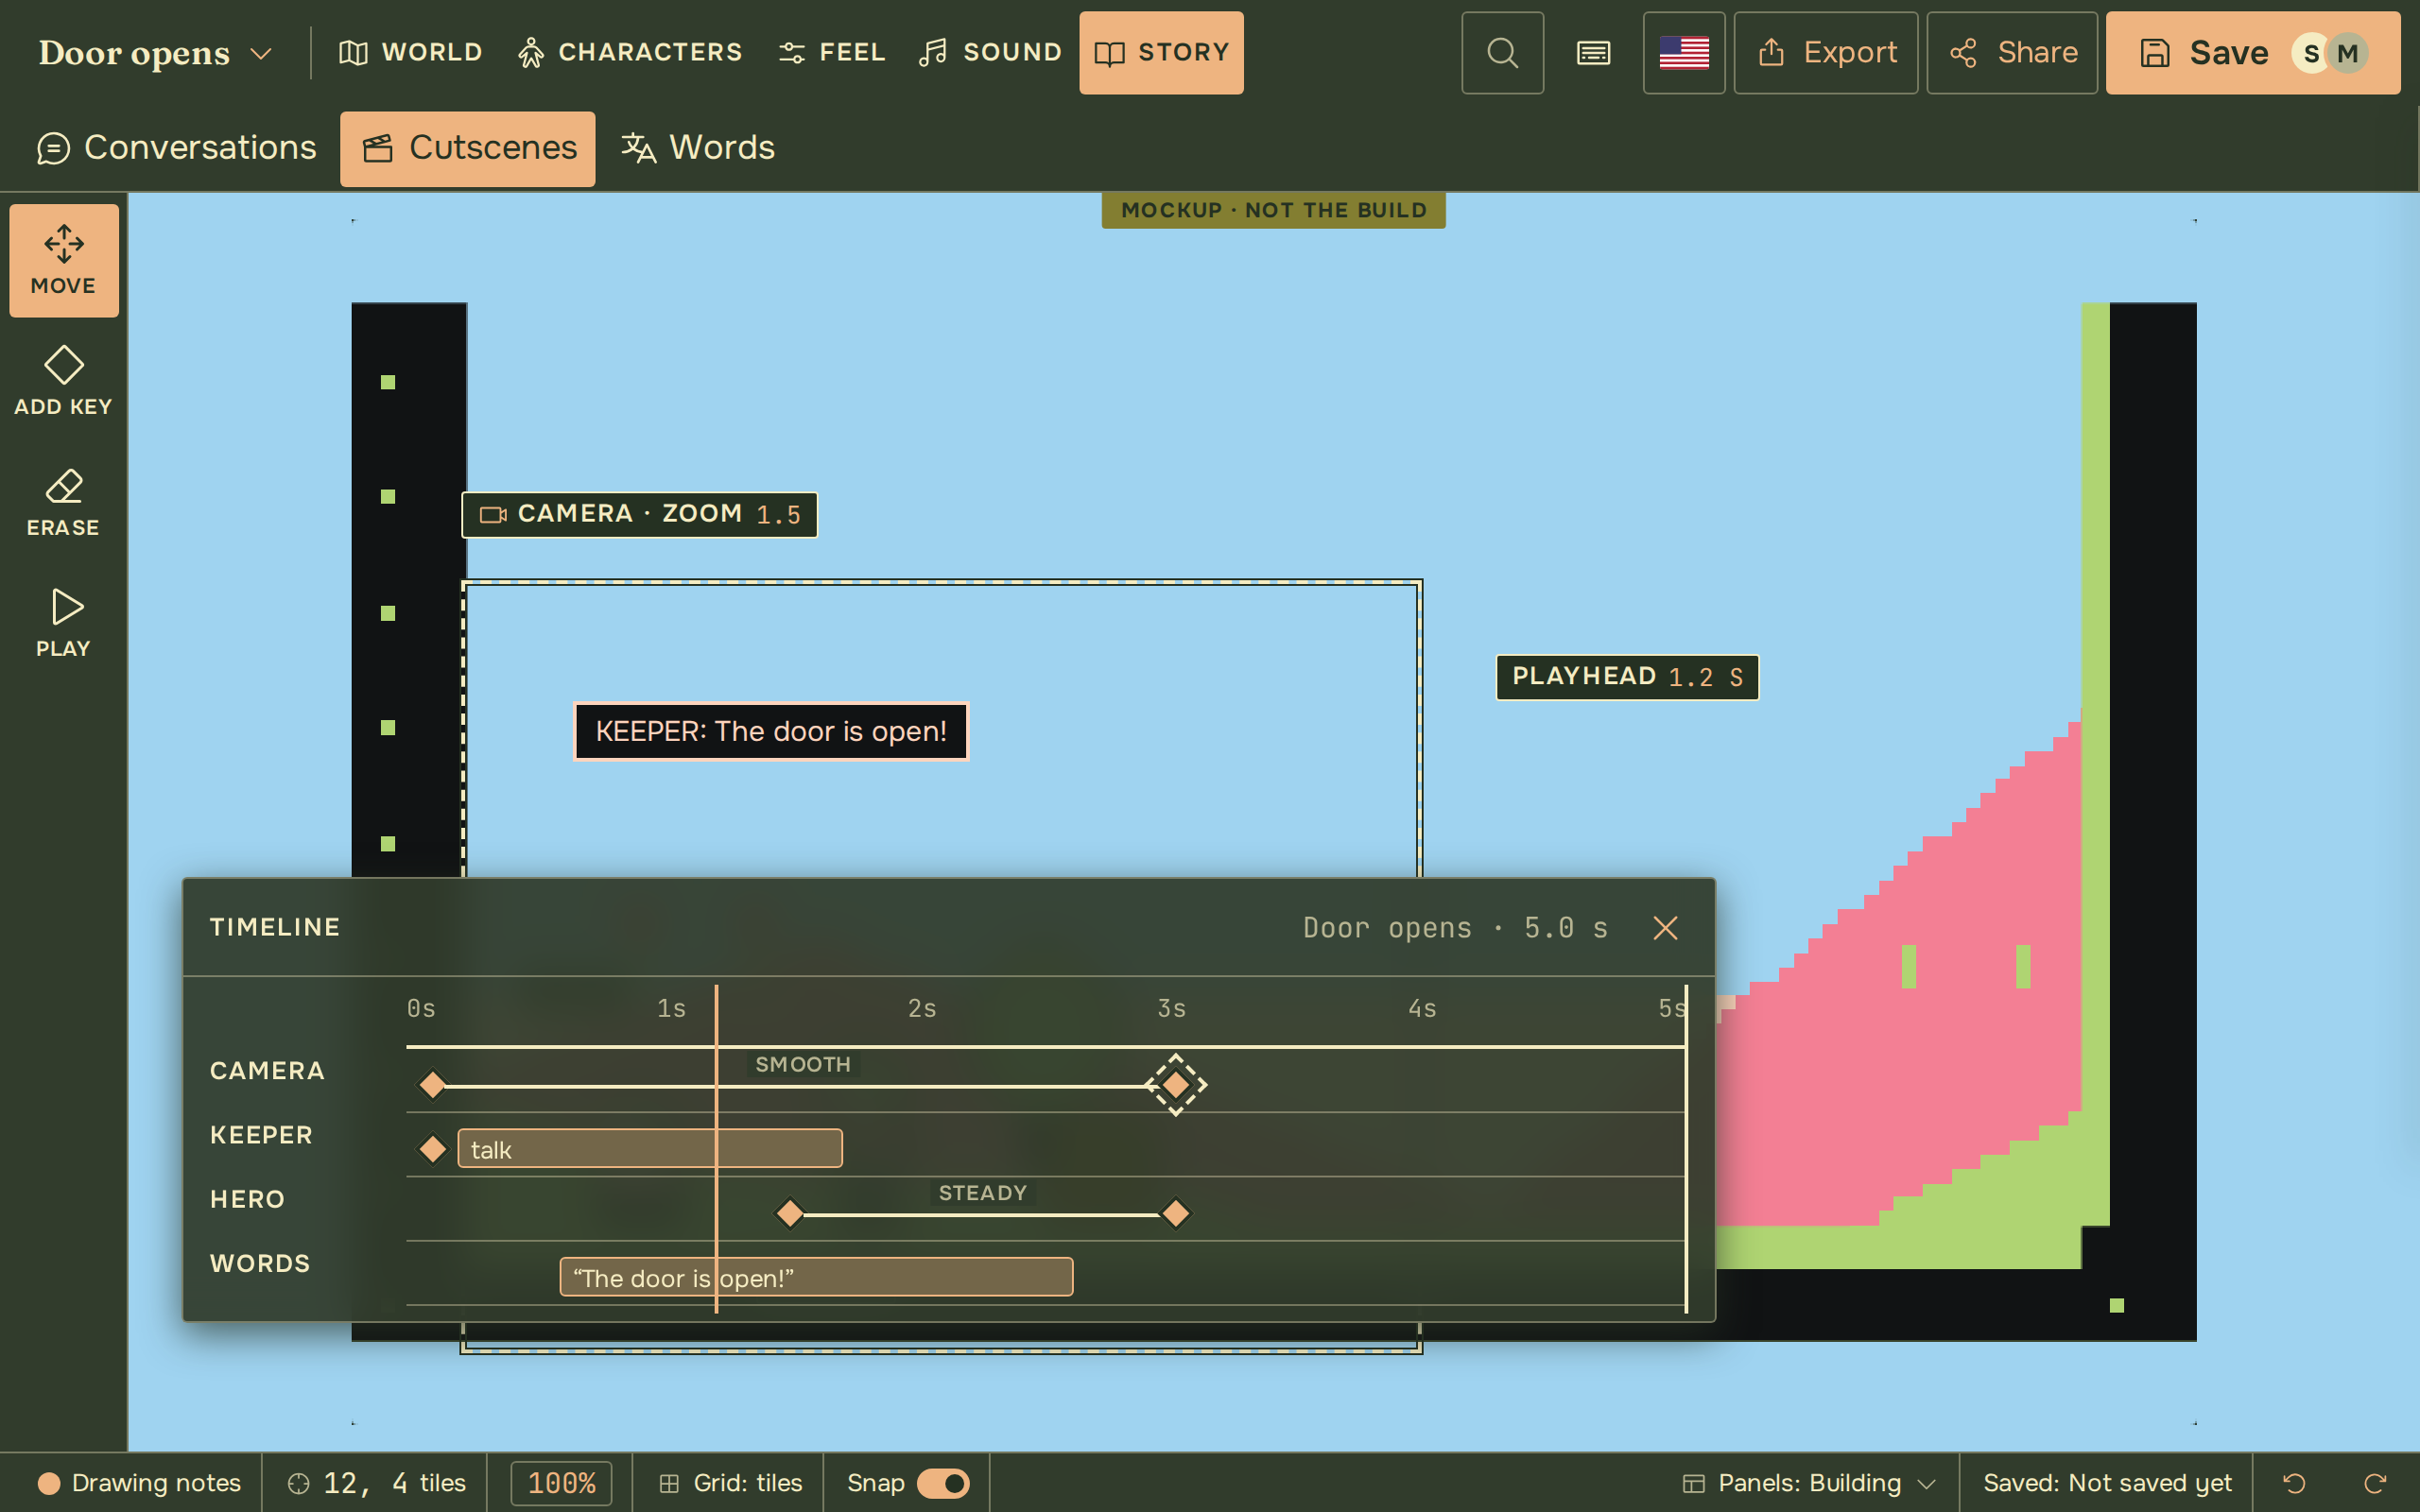 Door opens
WORLD
CHARACTERS
FEEL
SOUND
STORY
Export
Share
Save
S
M
Conversations
Cutscenes
Words
MOCKUP · NOT THE BUILD
MOVE
ADD KEY
ERASE
PLAY
CAMERA · ZOOM 1.5
PLAYHEAD 1.2 S
KEEPER: The door is open!
TIMELINE
Door opens · 5.0 s
0s 1s 2s 3s 4s 5s
CAMERA
SMOOTH
KEEPER
talk
HERO
STEADY
WORDS
“The door is open!”
Drawing notes
12, 4 tiles
100%
Grid: tiles
Snap
Panels: Building
Saved: Not saved yet